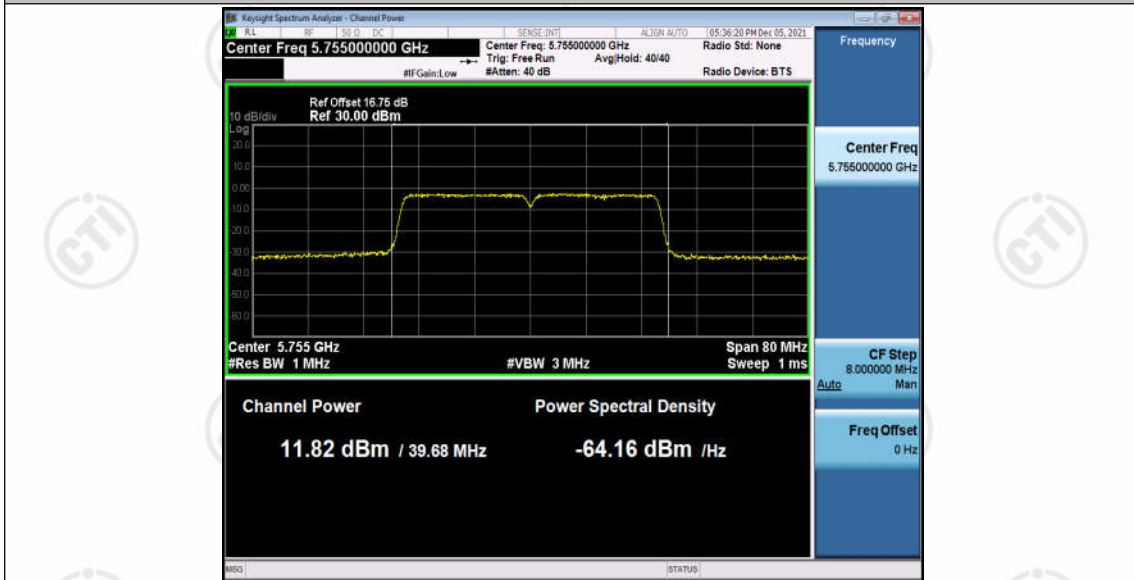 Keysight Spectrum Analyzer - Channel Power
RL RF 50 Ω DC SENSE:INT ALIGN AUTO 05:36:20 PM Dec 05, 2021
Center Freq 5.755000000 GHz
Center Freq: 5.755000000 GHz
Radio Std: None
Trig: Free Run Avg|Hold: 40/40
#IFGain:Low
#Atten: 40 dB
Radio Device: BTS
Ref Offset 16.75 dB
10 dB/div
Ref 30.00 dBm
Log
20.0
10.0
0.00
-10.0
-20.0
-30.0
-40.0
-50.0
-60.0
Center 5.755 GHz
Span 80 MHz
#Res BW 1 MHz
#VBW 3 MHz
Sweep 1 ms
Channel Power
Power Spectral Density
11.82 dBm / 39.68 MHz
-64.16 dBm /Hz
MSG
STATUS
Frequency
Center Freq
5.755000000 GHz
CF Step
8.000000 MHz
Auto Man
Freq Offset
0 Hz
CTI
CTI